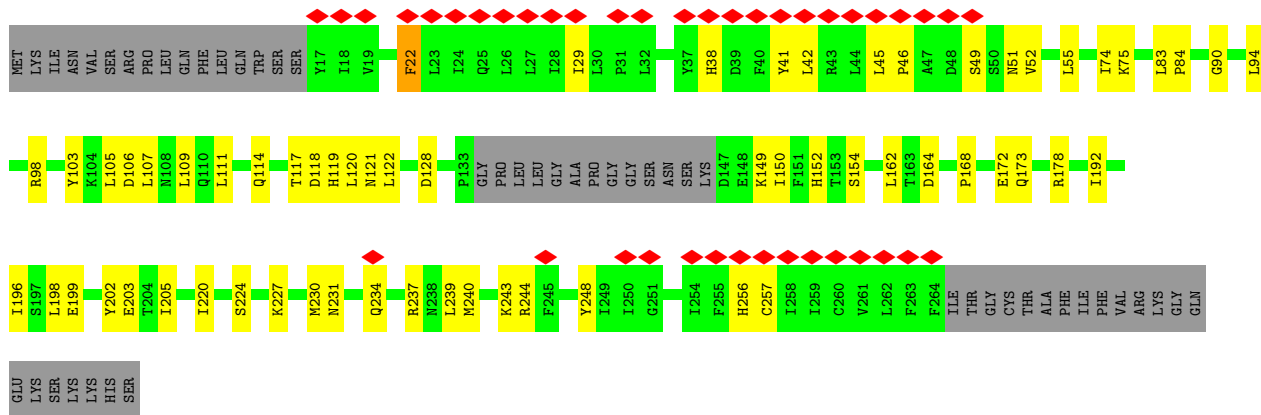 MET LYS ILE ASN VAL SER ARG PRO LEU GLN PHE LEU GLN TRP SER SER Y17 I18 V19 F22 L23 I24 Q25 L26 L27 I28 I29 L30 P31 L32 Y37 H38 D39 F40 Y41 L42 R43 L44 L45 P46 A47 D48 S49 S50 N51 V52 L55 I74 K75 L83 P84 G90 L94
R98 Y103 K104 L105 D106 L107 N108 L109 Q110 L111 Q114 T117 D118 H119 L120 N121 L122 D128 P133 GLY PRO LEU LEU GLY ALA PRO GLY GLY SER ASN SER LYS D147 E148 K149 I150 F151 H152 T153 S154 L162 T163 D164 P168 E172 Q173 R178 I192
I196 S197 L198 E199 Y202 E203 T204 I205 I220 S224 K227 M230 N231 Q234 R237 N238 L239 M240 K243 R244 F245 Y248 I249 I250 G251 I254 F255 H256 C257 I258 I259 C260 V261 L262 F263 F264 ILE THR GLY CYS THR ALA PHE ILE PHE VAL ARG LYS GLY GLN
GLU LYS SER LYS LYS HIS SER